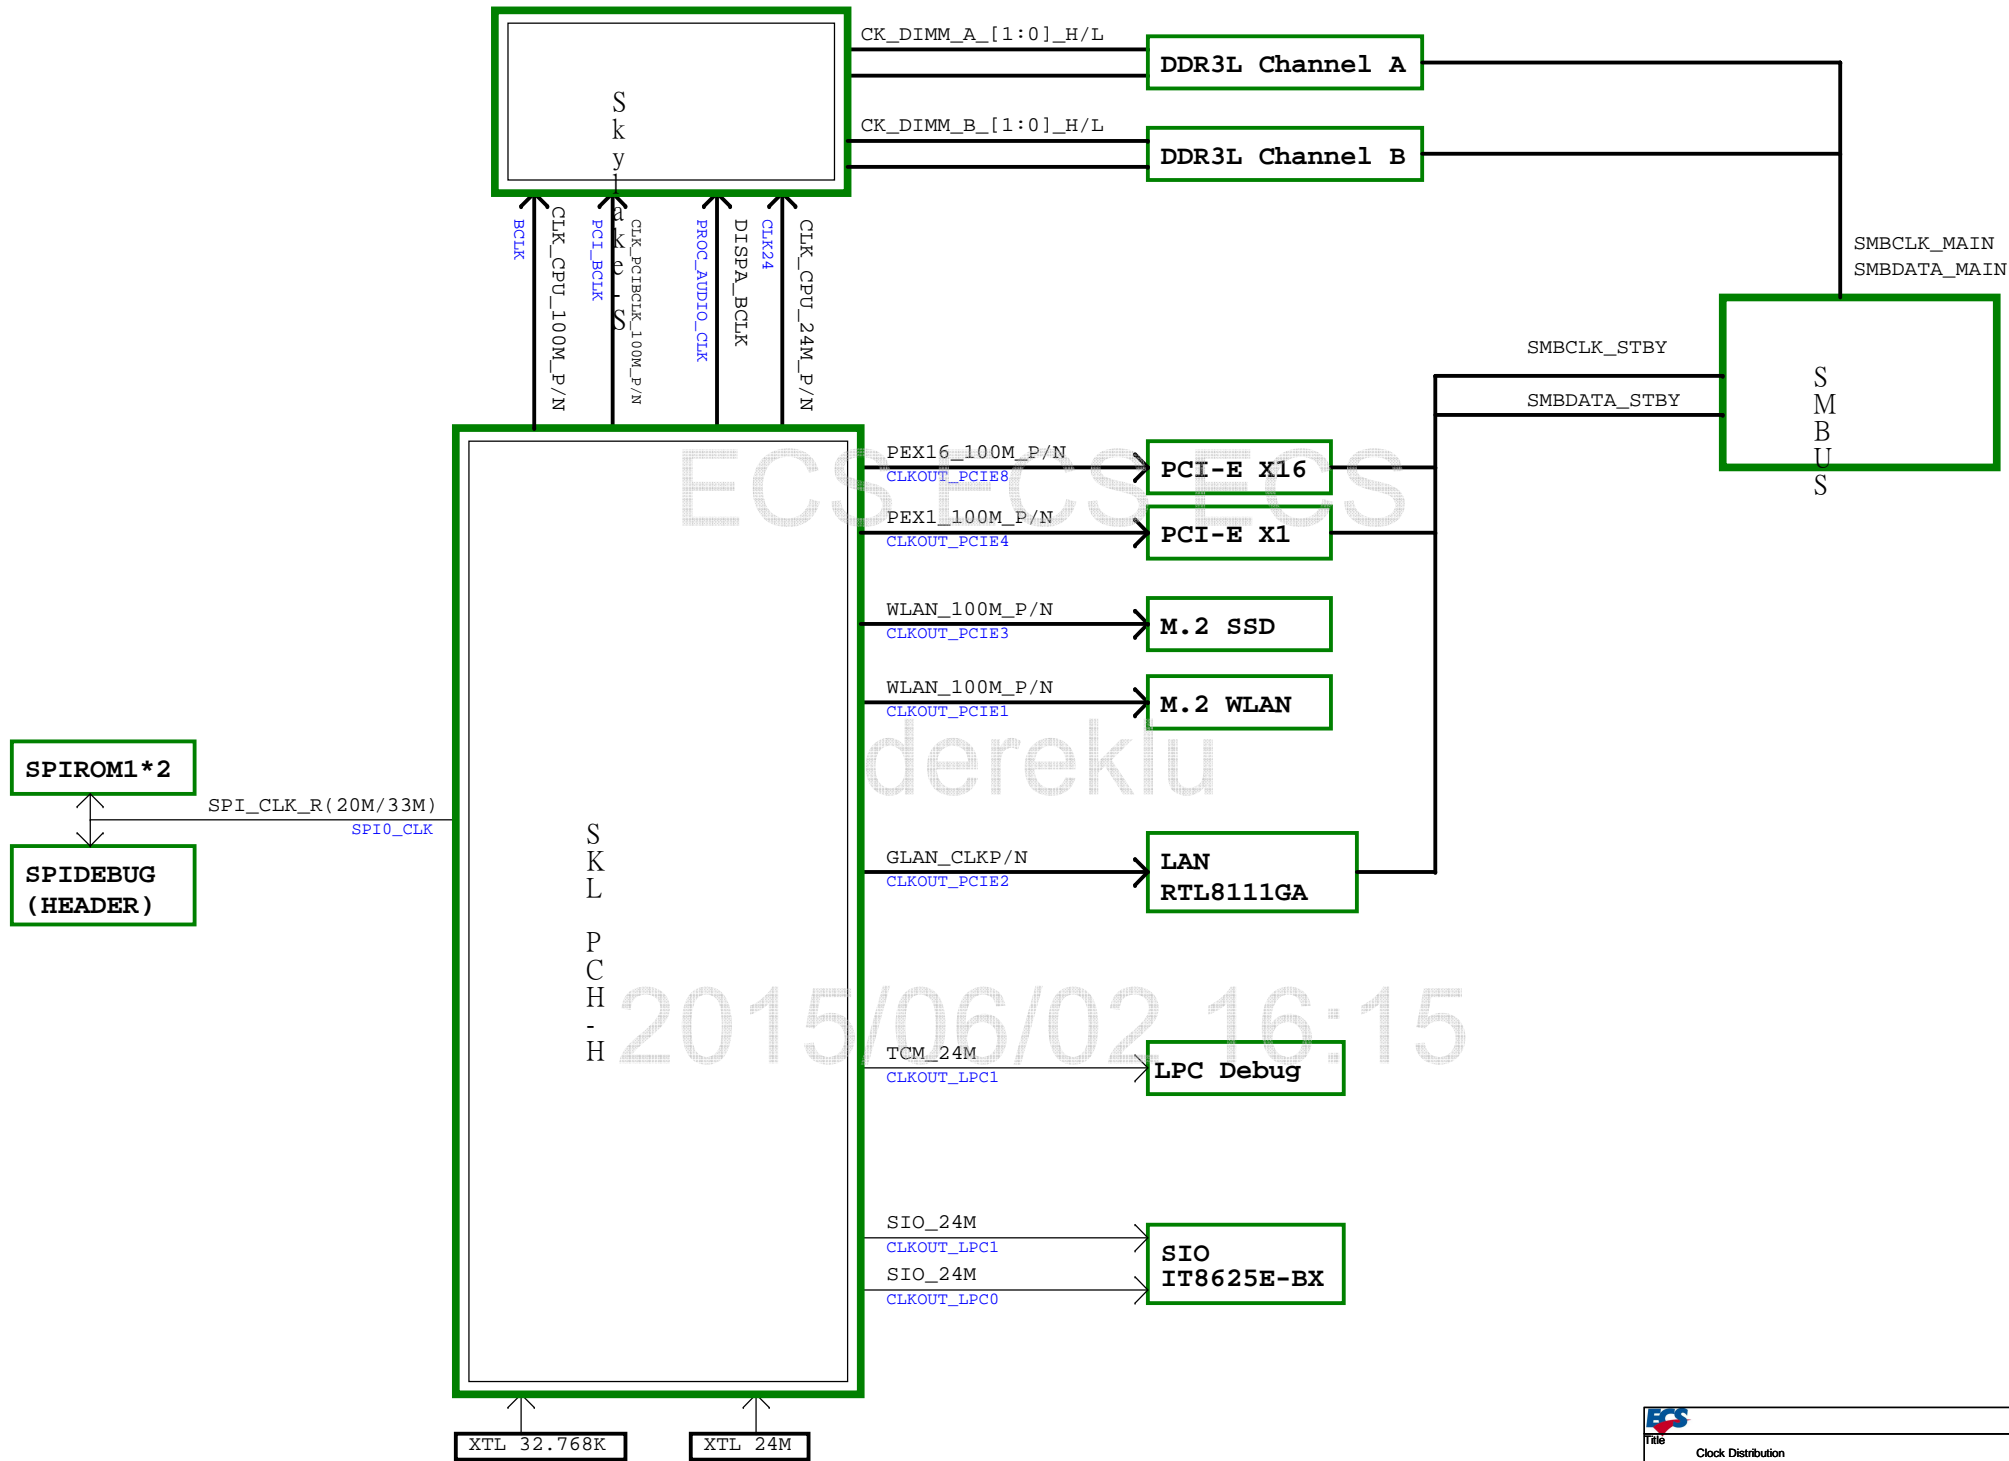 CK_DIMM_A_[1:0]_H/L
DDR3L Channel A
CK_DIMM_B_[1:0]_H/L
DDR3L Channel B
Skylake-S
BCLK
CLK_CPU_100M_P/N
PCI_BCLK
CLK_PCIBCLK_100M_P/N
PROC_AUDIO_CLK
DISPA_BCLK
CLK24
CLK_CPU_24M_P/N
SMBCLK_MAIN
SMBDATA_MAIN
SMBCLK_STBY
SMBDATA_STBY
SMBUS
ECS ECS ECS
PEX16_100M_P/N
CLKOUT_PCIE8
PCI-E X16
PEX1_100M_P/N
CLKOUT_PCIE4
PCI-E X1
WLAN_100M_P/N
CLKOUT_PCIE3
M.2 SSD
WLAN_100M_P/N
CLKOUT_PCIE1
M.2 WLAN
dereklu
SPIROM1*2
SPI_CLK_R(20M/33M)
SPI0_CLK
SPIDEBUG
(HEADER)
SKL PCH-H
GLAN_CLKP/N
CLKOUT_PCIE2
LAN
RTL8111GA
2015/06/02 16:15
TCM_24M
CLKOUT_LPC1
LPC Debug
SIO_24M
CLKOUT_LPC1
SIO_24M
CLKOUT_LPC0
SIO
IT8625E-BX
XTL 32.768K
XTL 24M
ECS
Title
Clock Distribution